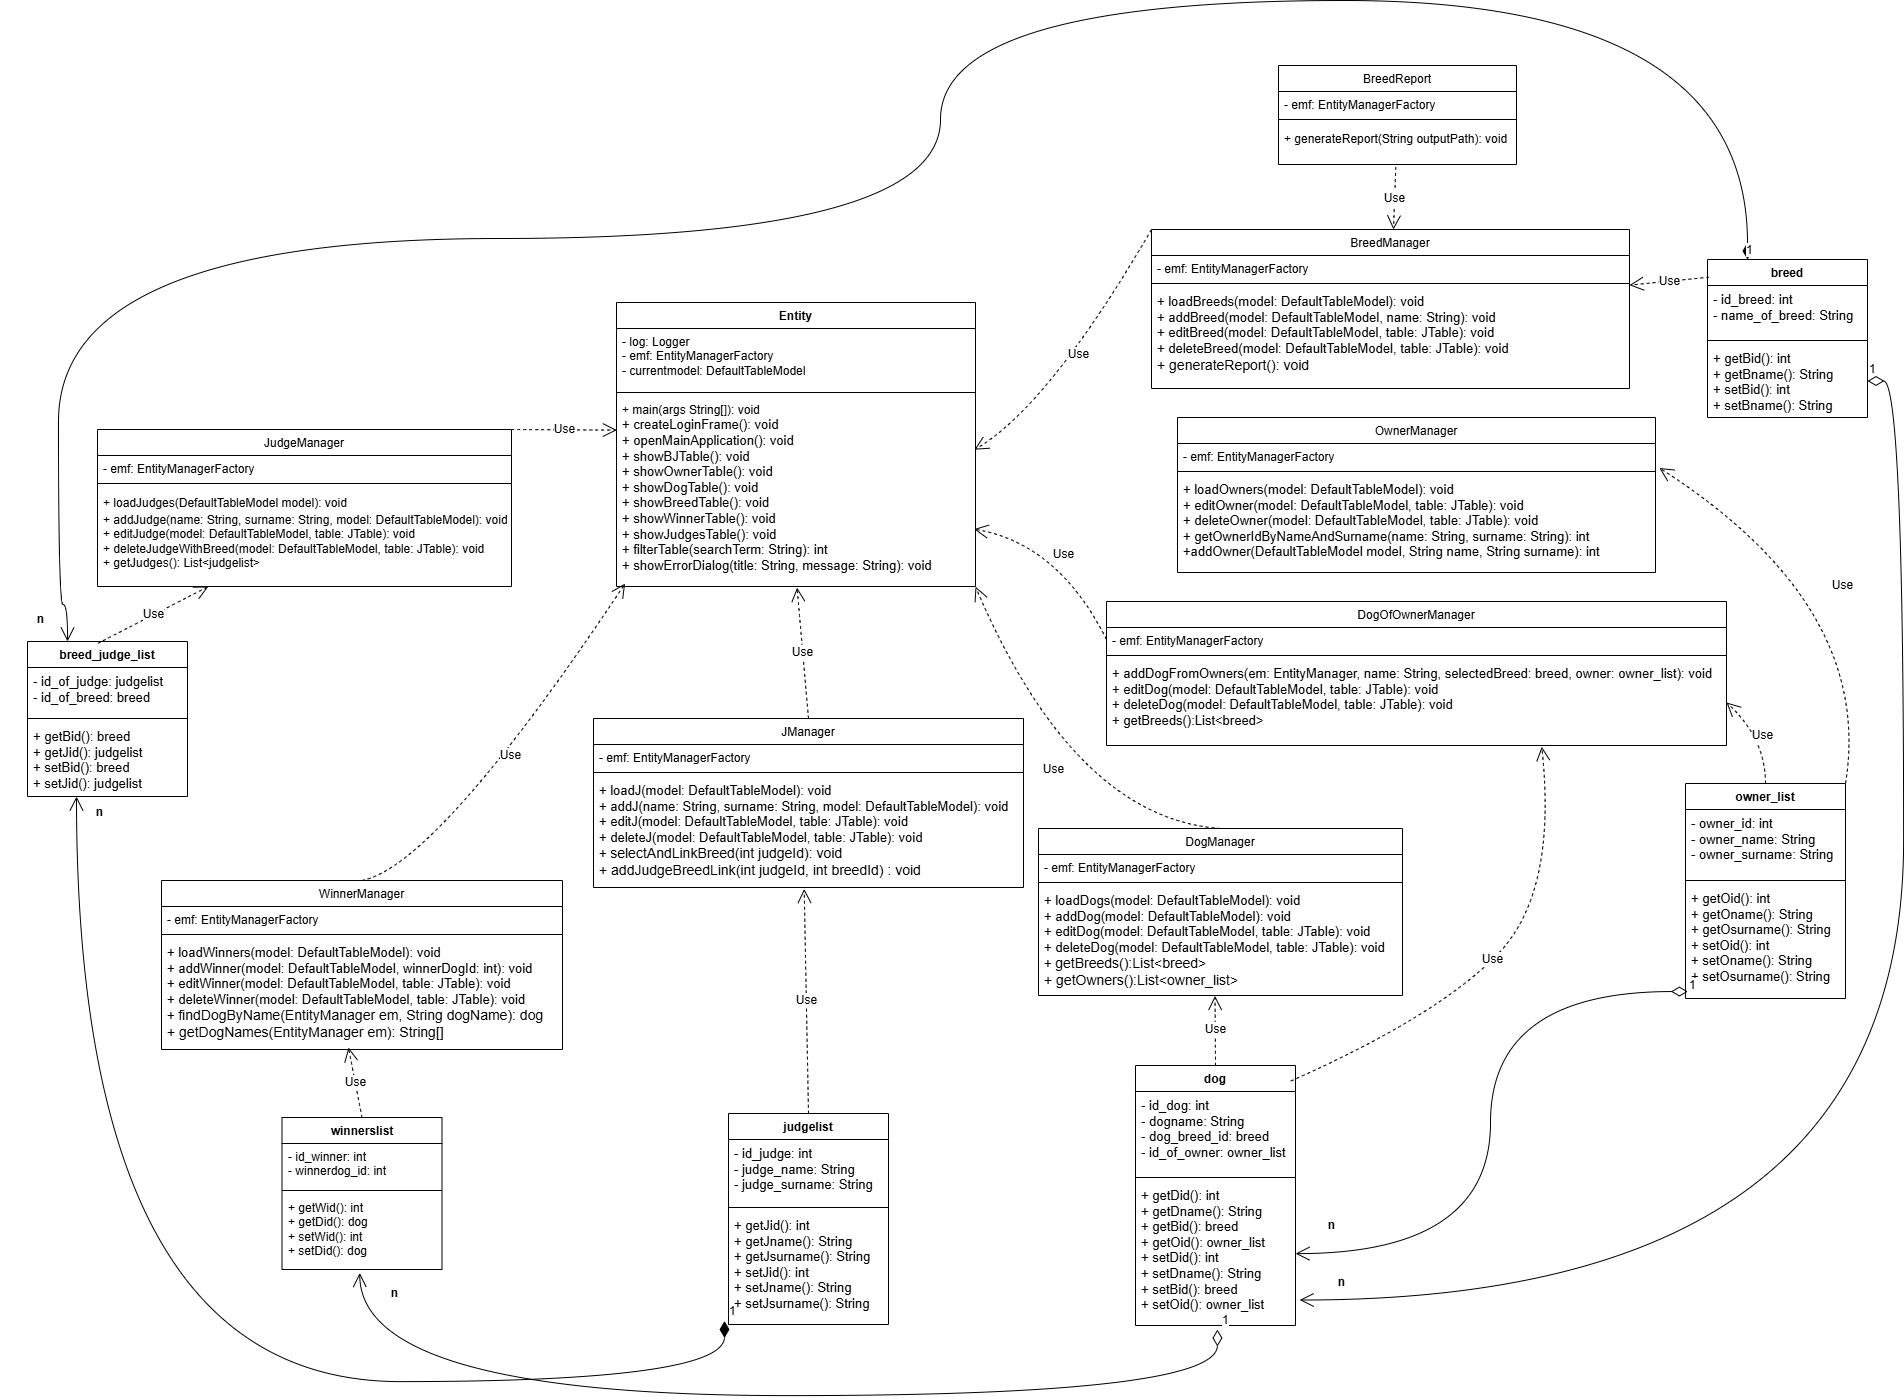 BreedReport
- emf: EntityManagerFactory
+ generateReport(String outputPath): void
Use
BreedManager
- emf: EntityManagerFactory
+ loadBreeds(model: DefaultTableModel): void
+ addBreed(model: DefaultTableModel, name: String): void
+ editBreed(model: DefaultTableModel, table: JTable): void
+ deleteBreed(model: DefaultTableModel, table: JTable): void
+ generateReport(): void
Use
1
breed
- id_breed: int
- name_of_breed: String
+ getBid(): int
+ getBname(): String
+ setBid(): int
+ setBname(): String
1
Entity
- log: Logger
- emf: EntityManagerFactory
- currentmodel: DefaultTableModel
+ main(args String[]): void
+ createLoginFrame(): void
+ openMainApplication(): void
+ showBJTable(): void
+ showOwnerTable(): void
+ showDogTable(): void
+ showBreedTable(): void
+ showWinnerTable(): void
+ showJudgesTable(): void
+ filterTable(searchTerm: String): int
+ showErrorDialog(title: String, message: String): void
Use
Use
JudgeManager
- emf: EntityManagerFactory
+ loadJudges(DefaultTableModel model): void
+ addJudge(name: String, surname: String, model: DefaultTableModel): void
+ editJudge(model: DefaultTableModel, table: JTable): void
+ deleteJudgeWithBreed(model: DefaultTableModel, table: JTable): void
+ getJudges(): List<judgelist>
Use
n
OwnerManager
- emf: EntityManagerFactory
+ loadOwners(model: DefaultTableModel): void
+ editOwner(model: DefaultTableModel, table: JTable): void
+ deleteOwner(model: DefaultTableModel, table: JTable): void
+ getOwnerIdByNameAndSurname(name: String, surname: String): int
+addOwner(DefaultTableModel model, String name, String surname): int
Use
Use
breed_judge_list
- id_of_judge: judgelist
- id_of_breed: breed
+ getBid(): breed
+ getJid(): judgelist
+ setBid(): breed
+ setJid(): judgelist
n
DogOfOwnerManager
- emf: EntityManagerFactory
+ addDogFromOwners(em: EntityManager, name: String, selectedBreed: breed, owner: owner_list): void
+ editDog(model: DefaultTableModel, table: JTable): void
+ deleteDog(model: DefaultTableModel, table: JTable): void
+ getBreeds():List<breed>
Use
Use
Use
Use
JManager
- emf: EntityManagerFactory
+ loadJ(model: DefaultTableModel): void
+ addJ(name: String, surname: String, model: DefaultTableModel): void
+ editJ(model: DefaultTableModel, table: JTable): void
+ deleteJ(model: DefaultTableModel, table: JTable): void
+ selectAndLinkBreed(int judgeId): void
+ addJudgeBreedLink(int judgeId, int breedId) : void
owner_list
- owner_id: int
- owner_name: String
- owner_surname: String
+ getOid(): int
+ getOname(): String
+ getOsurname(): String
+ setOid(): int
+ setOname(): String
+ setOsurname(): String
1
DogManager
- emf: EntityManagerFactory
+ loadDogs(model: DefaultTableModel): void
+ addDog(model: DefaultTableModel): void
+ editDog(model: DefaultTableModel, table: JTable): void
+ deleteDog(model: DefaultTableModel, table: JTable): void
+ getBreeds():List<breed>
+ getOwners():List<owner_list>
Use
Use
WinnerManager
- emf: EntityManagerFactory
+ loadWinners(model: DefaultTableModel): void
+ addWinner(model: DefaultTableModel, winnerDogId: int): void
+ editWinner(model: DefaultTableModel, table: JTable): void
+ deleteWinner(model: DefaultTableModel, table: JTable): void
+ findDogByName(EntityManager em, String dogName): dog
+ getDogNames(EntityManager em): String[]
Use
Use
winnerslist
- id_winner: int
- winnerdog_id: int
+ getWid(): int
+ getDid(): dog
+ setWid(): int
+ setDid(): dog
n
judgelist
- id_judge: int
- judge_name: String
- judge_surname: String
+ getJid(): int
+ getJname(): String
+ getJsurname(): String
+ setJid(): int
+ setJname(): String
+ setJsurname(): String
1
dog
- id_dog: int
- dogname: String
- dog_breed_id: breed
- id_of_owner: owner_list
+ getDid(): int
+ getDname(): String
+ getBid(): breed
+ getOid(): owner_list
+ setDid(): int
+ setDname(): String
+ setBid(): breed
+ setOid(): owner_list
1
n
n